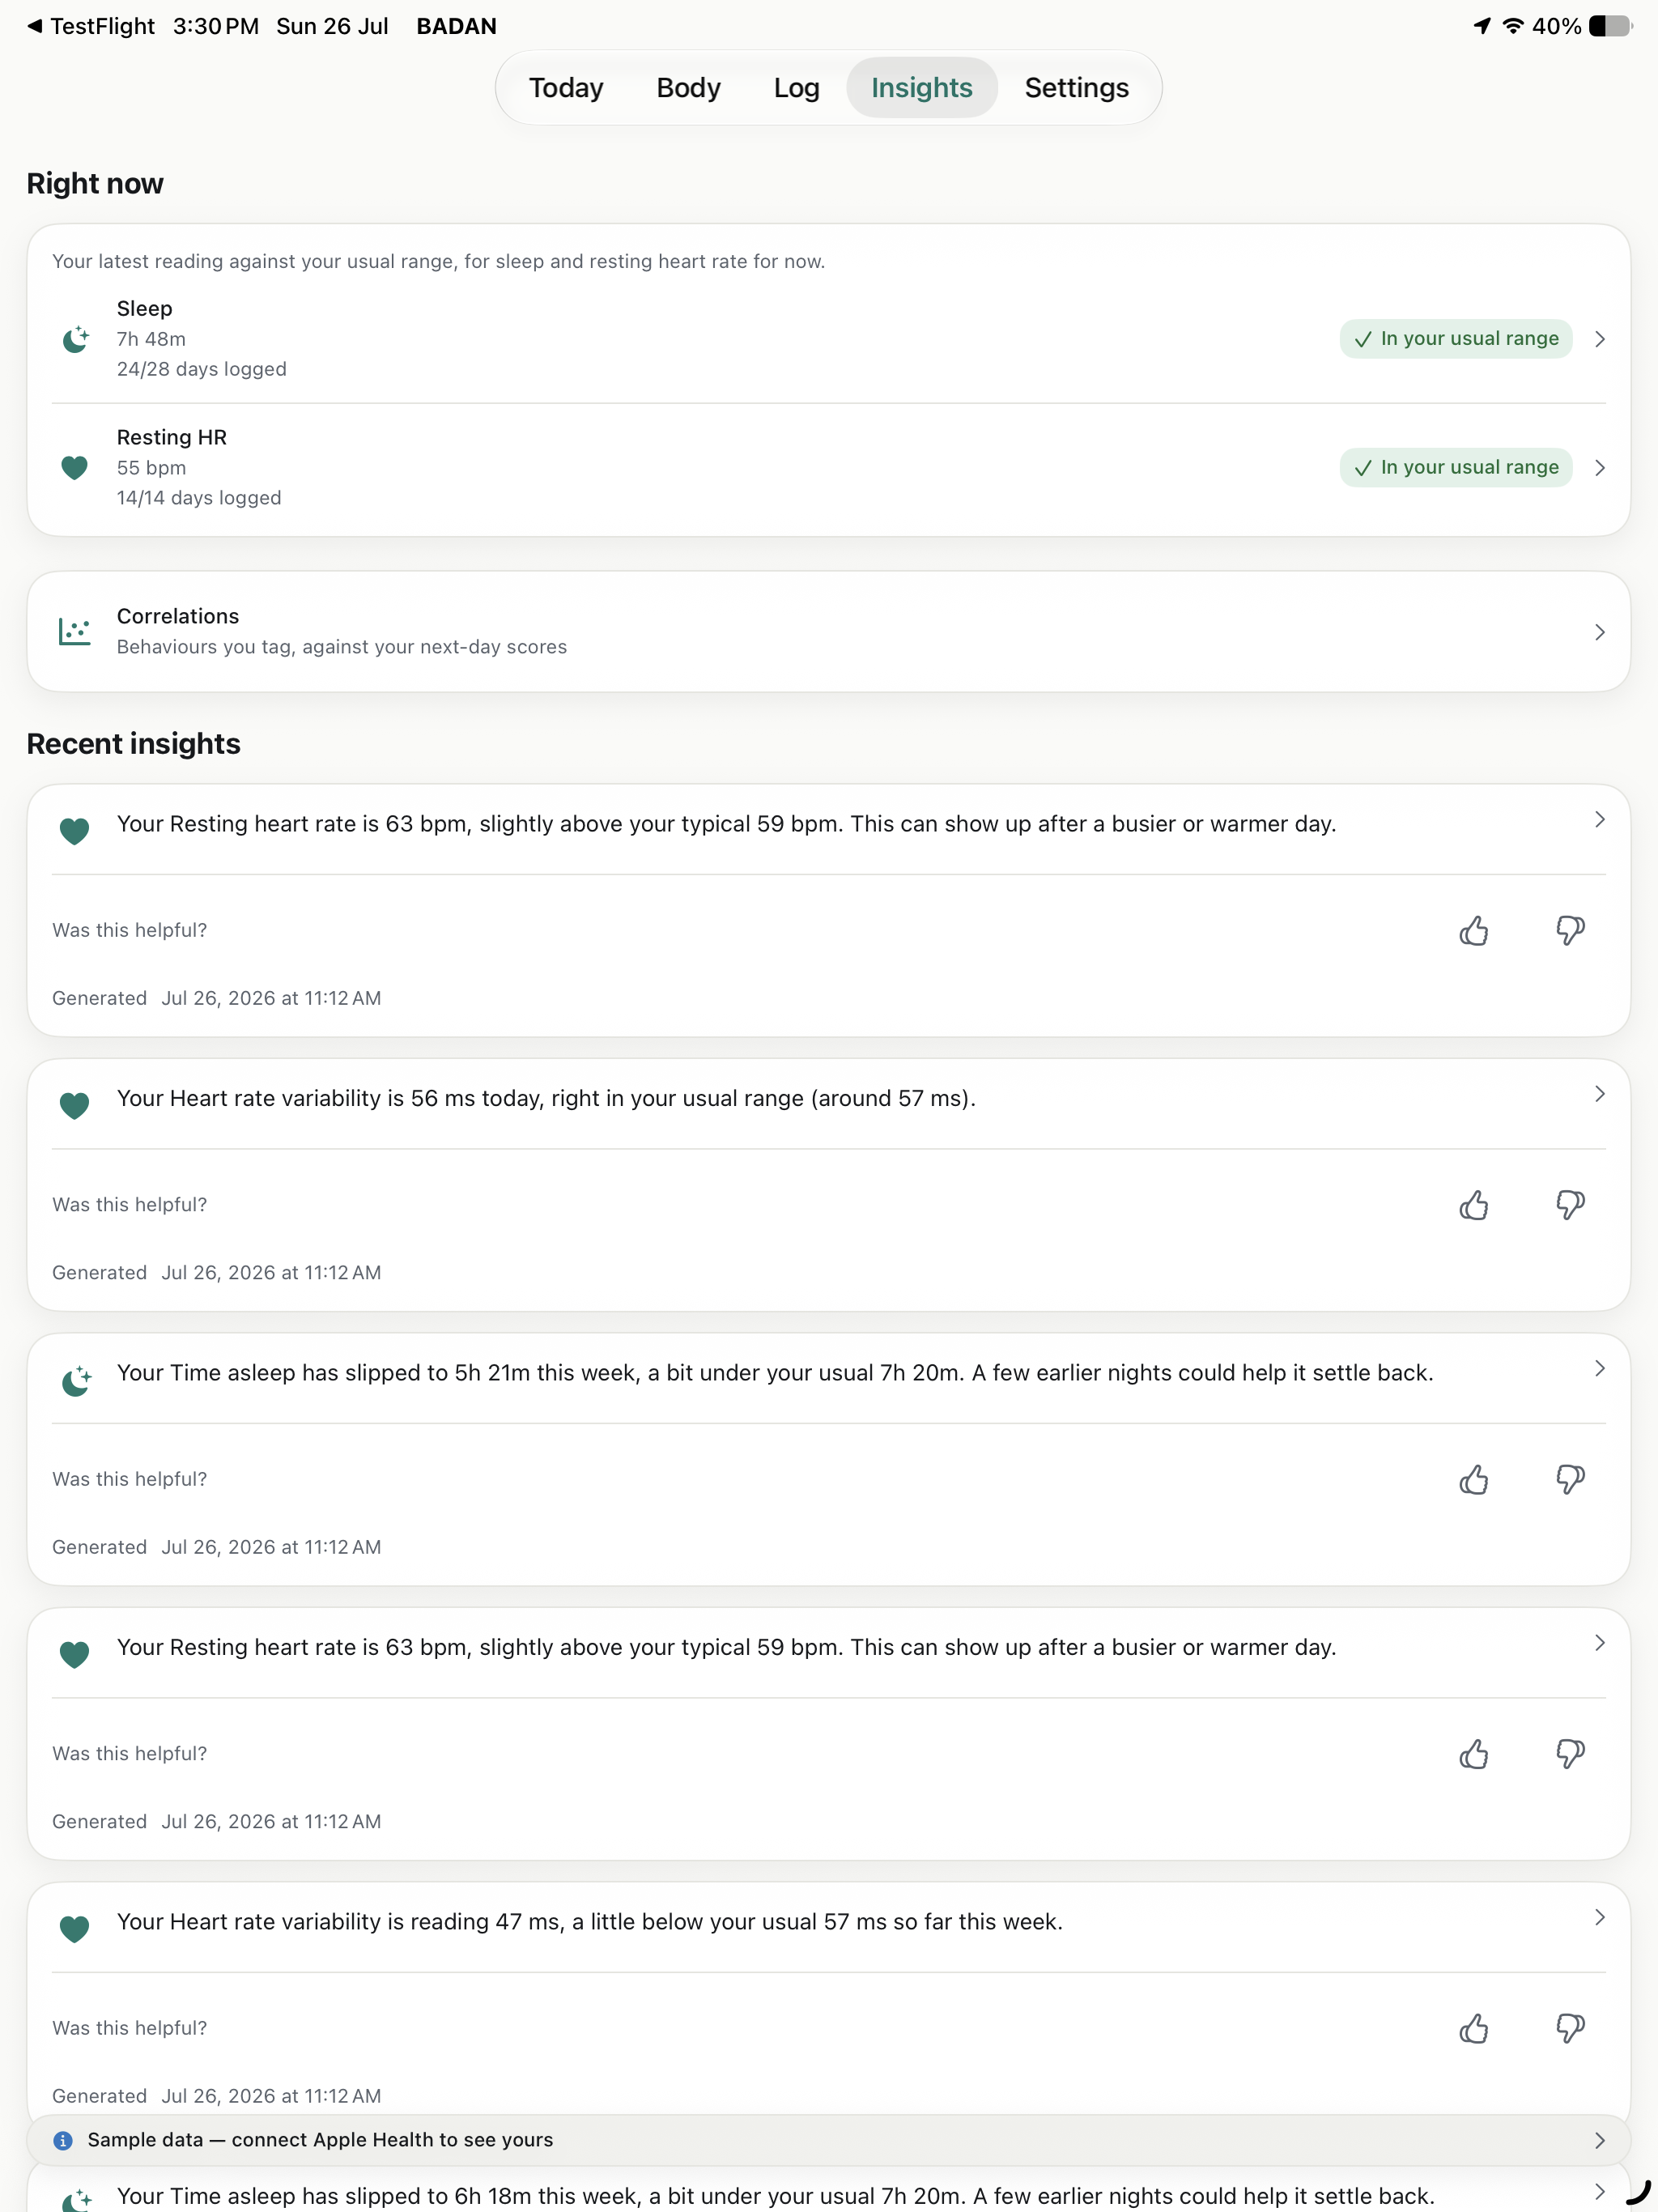 TestFlight 3:30 PM Sun 26 Jul BADAN 40%
Today Body Log Insights Settings
Right now
Your latest reading against your usual range, for sleep and resting heart rate for now.
Sleep
7h 48m
24/28 days logged
In your usual range
Resting HR
55 bpm
14/14 days logged
In your usual range
Correlations
Behaviours you tag, against your next-day scores
Recent insights
Your Resting heart rate is 63 bpm, slightly above your typical 59 bpm. This can show up after a busier or warmer day.
Was this helpful?
Generated Jul 26, 2026 at 11:12 AM
Your Heart rate variability is 56 ms today, right in your usual range (around 57 ms).
Was this helpful?
Generated Jul 26, 2026 at 11:12 AM
Your Time asleep has slipped to 5h 21m this week, a bit under your usual 7h 20m. A few earlier nights could help it settle back.
Was this helpful?
Generated Jul 26, 2026 at 11:12 AM
Your Resting heart rate is 63 bpm, slightly above your typical 59 bpm. This can show up after a busier or warmer day.
Was this helpful?
Generated Jul 26, 2026 at 11:12 AM
Your Heart rate variability is reading 47 ms, a little below your usual 57 ms so far this week.
Was this helpful?
Generated Jul 26, 2026 at 11:12 AM
Sample data — connect Apple Health to see yours
Your Time asleep has slipped to 6h 18m this week, a bit under your usual 7h 20m. A few earlier nights could help it settle back.